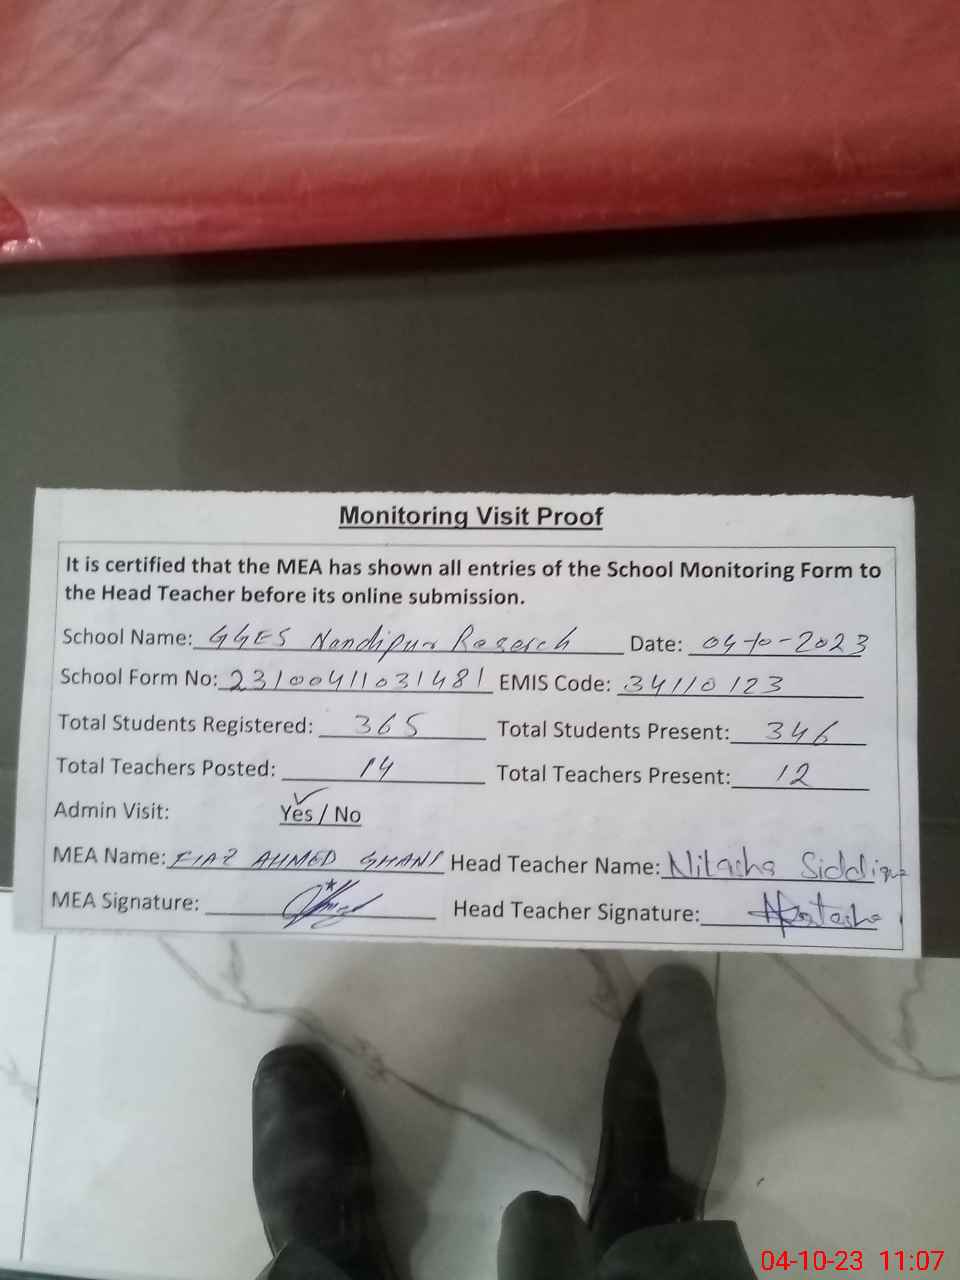 Monitoring Visit Proof
It is certified that the MEA has shown all entries of the School Monitoring Form to
the Head Teacher before its online submission.
School Name: GGES Nandipur Reserch Date: 04-10-2023
School Form No: 23100411031481 EMIS Code: 34110123
Total Students Registered: 365 Total Students Present: 346
Total Teachers Posted: 14 Total Teachers Present: 12
Admin Visit: Yes / No
MEA Name: FIAZ AHMED GHANI Head Teacher Name: Nitasha Siddique
MEA Signature: Head Teacher Signature:
04-10-23 11:07